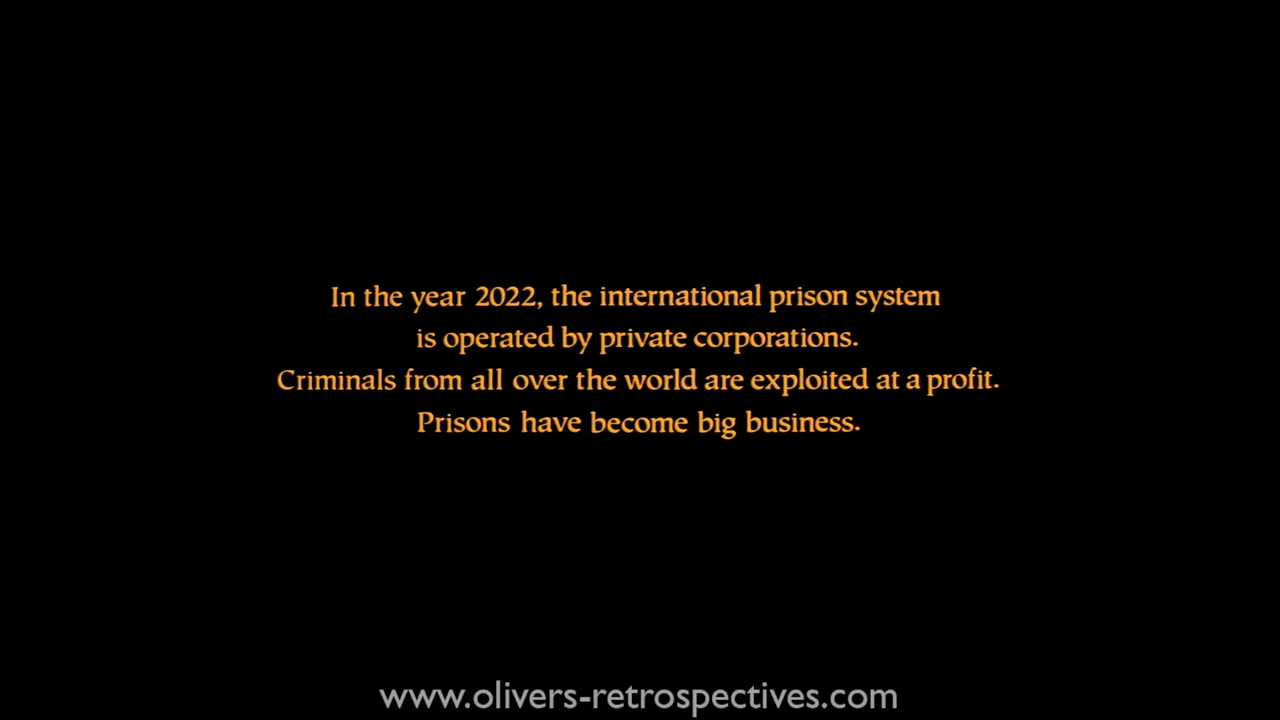 In the year 2022, the international prison system
is operated by private corporations.
Criminals from all over the world are exploited at a profit.
Prisons have become big business.
www.olivers-retrospectives.com